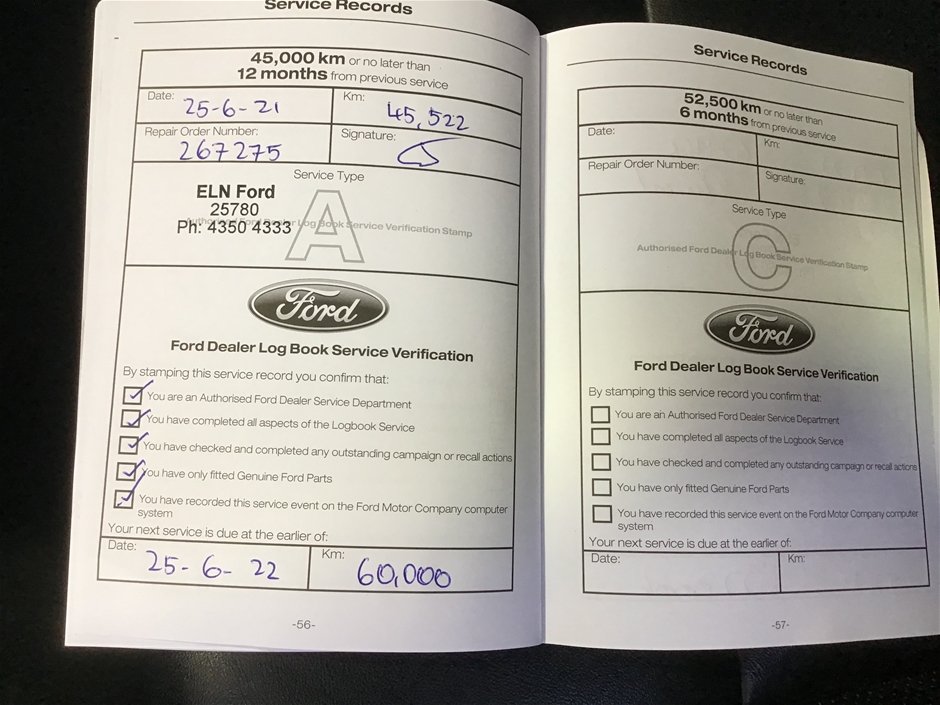 Service Records
45,000 km or no later than
12 months from previous service
Date: 25-6-21
Km: 45,522
Repair Order Number: 267275
Signature:
Service Type
A
Authorised Ford Dealer Log Book Service Verification Stamp
ELN Ford
25780
Ph: 4350 4333
Ford
Ford Dealer Log Book Service Verification
By stamping this service record you confirm that:
You are an Authorised Ford Dealer Service Department
You have completed all aspects of the Logbook Service
You have checked and completed any outstanding campaign or recall actions
You have only fitted Genuine Ford Parts
You have recorded this service event on the Ford Motor Company computer
system
Your next service is due at the earlier of:
Date: 25-6-22
Km: 60,000
-56-
Service Records
52,500 km or no later than
6 months from previous service
Date:
Km:
Repair Order Number:
Signature:
Service Type
C
Authorised Ford Dealer Log Book Service Verification Stamp
Ford
Ford Dealer Log Book Service Verification
By stamping this service record you confirm that:
You are an Authorised Ford Dealer Service Department
You have completed all aspects of the Logbook Service
You have checked and completed any outstanding campaign or recall actions
You have only fitted Genuine Ford Parts
You have recorded this service event on the Ford Motor Company computer
system
Your next service is due at the earlier of:
Date:
Km:
-57-